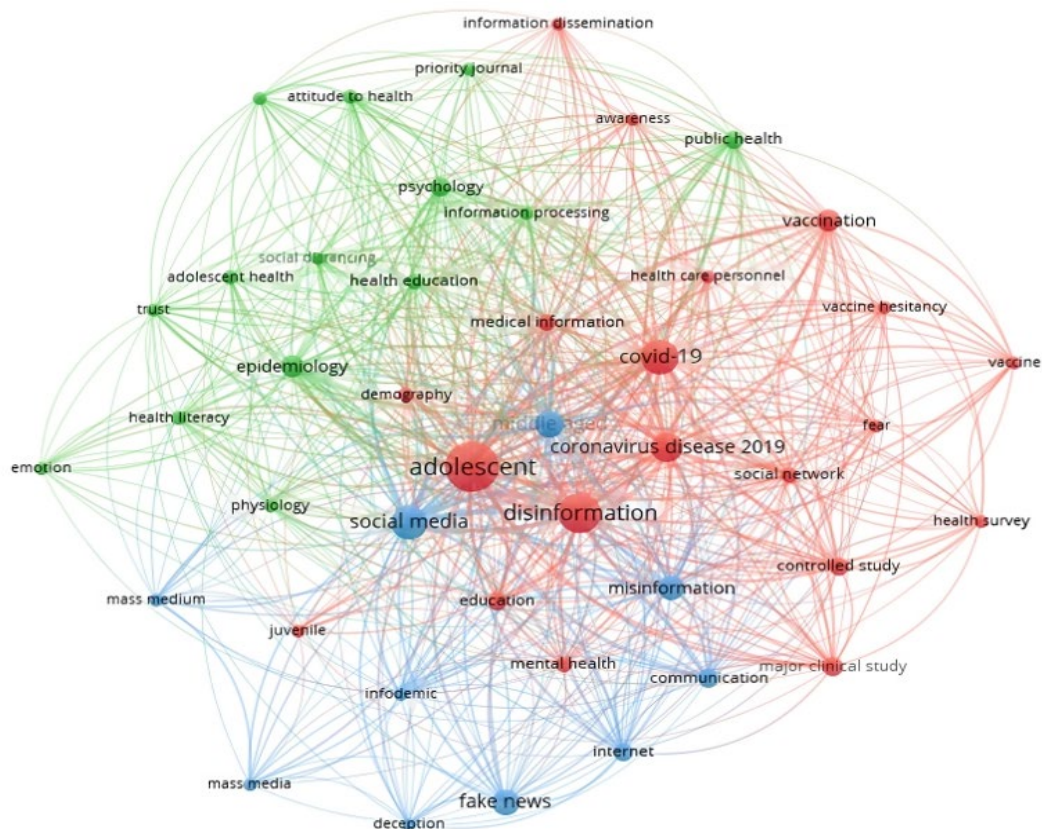 information dissemination
priority journal
attitude to health
awareness
public health
psychology
information processing
vaccination
social distancing
adolescent health
health education
health care personnel
trust
medical information
vaccine hesitancy
covid-19
vaccine
epidemiology
demography
health literacy
middle aged
fear
coronavirus disease 2019
emotion
adolescent
social network
physiology
social media
disinformation
health survey
controlled study
misinformation
mass medium
education
juvenile
mental health
major clinical study
communication
infodemic
internet
mass media
fake news
deception